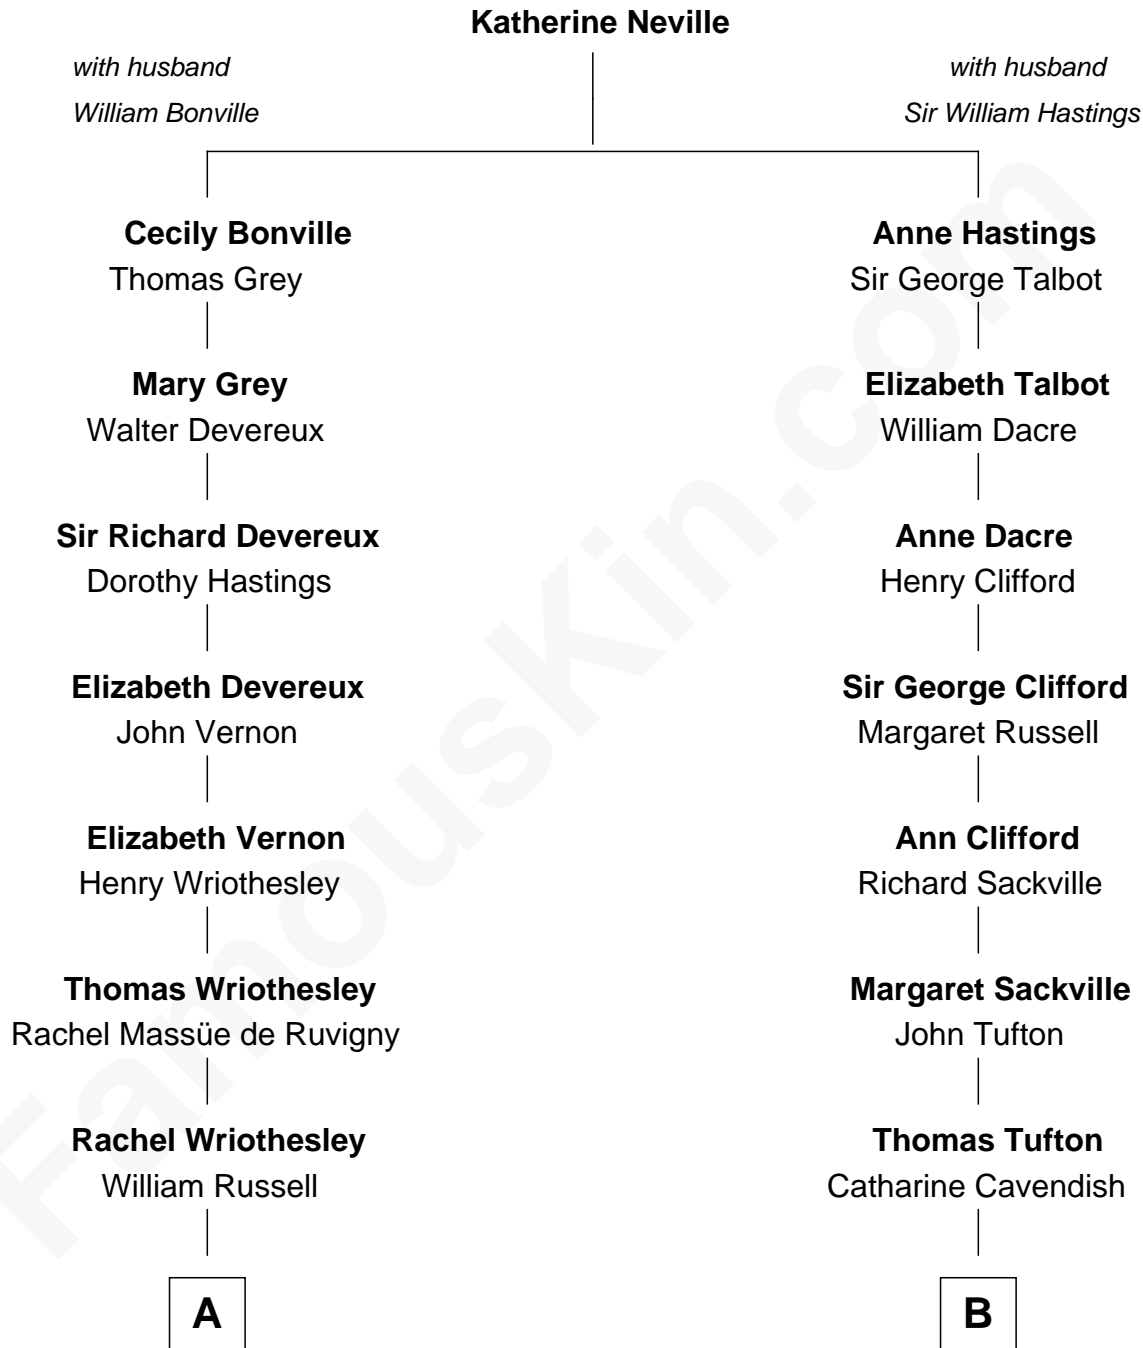 Katherine Neville
with husband
William Bonville
with husband
Sir William Hastings
Cecily Bonville
Thomas Grey
Anne Hastings
Sir George Talbot
Mary Grey
Walter Devereux
Elizabeth Talbot
William Dacre
Sir Richard Devereux
Dorothy Hastings
Anne Dacre
Henry Clifford
Elizabeth Devereux
John Vernon
Sir George Clifford
Margaret Russell
Elizabeth Vernon
Henry Wriothesley
Ann Clifford
Richard Sackville
Thomas Wriothesley
Rachel Massüe de Ruvigny
Margaret Sackville
John Tufton
Rachel Wriothesley
William Russell
Thomas Tufton
Catharine Cavendish
A
B
FamousKin.com